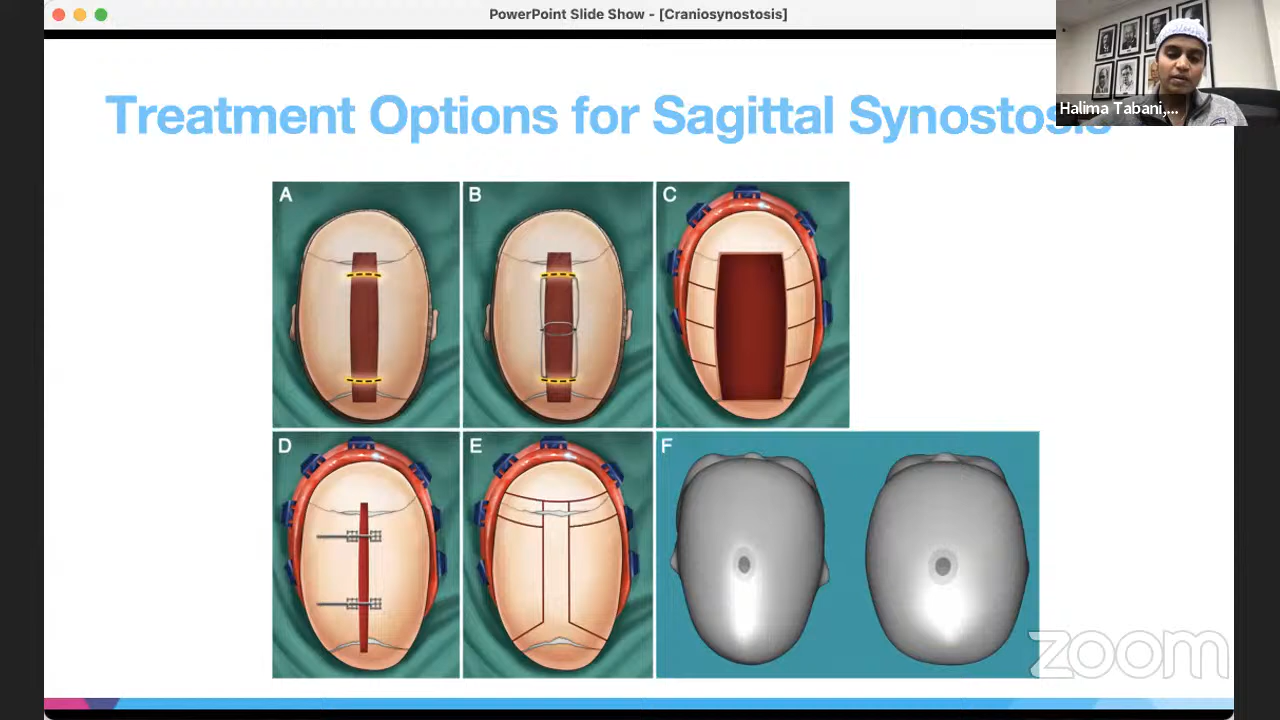 PowerPoint Slide Show - [Craniosynostosis]
Halima Tabani,...
Treatment Options for Sagittal Synostosis
A
B
C
D
E
F
zoom